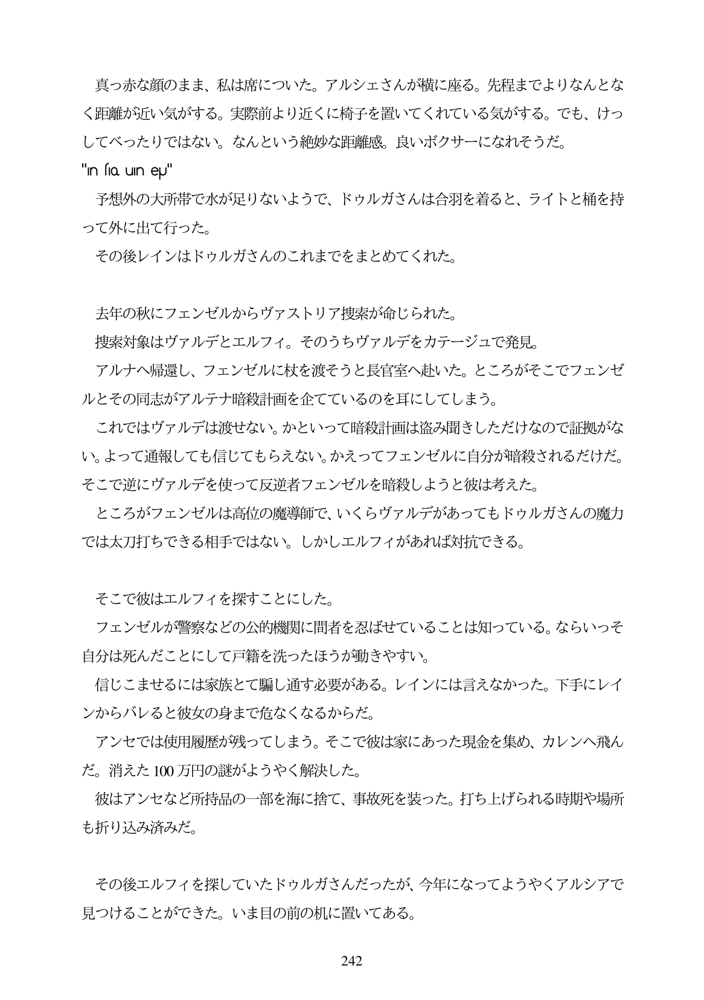 真っ赤な顔のまま、私は席についた。アルシェさんが横に座る。先程までよりなんとな
く距離が近い気がする。実際前より近くに椅子を置いてくれている気がする。でも、けっ
してべったりではない。なんという絶妙な距離感。良いボクサーになれそうだ。
予想外の大所帯で水が足りないようで、ドゥルガさんは合羽を着ると、ライトと桶を持
って外に出て行った。
その後レインはドゥルガさんのこれまでをまとめてくれた。
去年の秋にフェンゼルからヴァストリア捜索が命じられた。
捜索対象はヴァルデとエルフィ。そのうちヴァルデをカテージュで発見。
アルナへ帰還し、フェンゼルに杖を渡そうと長官室へ赴いた。ところがそこでフェンゼ
ルとその同志がアルテナ暗殺計画を企てているのを耳にしてしまう。
これではヴァルデは渡せない。かといって暗殺計画は盗み聞きしただけなので証拠がな
い。よって通報しても信じてもらえない。かえってフェンゼルに自分が暗殺されるだけだ。
そこで逆にヴァルデを使って反逆者フェンゼルを暗殺しようと彼は考えた。
ところがフェンゼルは高位の魔導師で、いくらヴァルデがあってもドゥルガさんの魔力
では太刀打ちできる相手ではない。しかしエルフィがあれば対抗できる。
そこで彼はエルフィを探すことにした。
フェンゼルが警察などの公的機関に間者を忍ばせていることは知っている。ならいっそ
自分は死んだことにして戸籍を洗ったほうが動きやすい。
信じこませるには家族とて騙し通す必要がある。レインには言えなかった。下手にレイ
ンからバレると彼女の身まで危なくなるからだ。
アンセでは使用履歴が残ってしまう。そこで彼は家にあった現金を集め、カレンへ飛ん
だ。消えた 100 万円の謎がようやく解決した。
彼はアンセなど所持品の一部を海に捨て、事故死を装った。打ち上げられる時期や場所
も折り込み済みだ。
その後エルフィを探していたドゥルガさんだったが、今年になってようやくアルシアで
見つけることができた。いま目の前の机に置いてある。
242